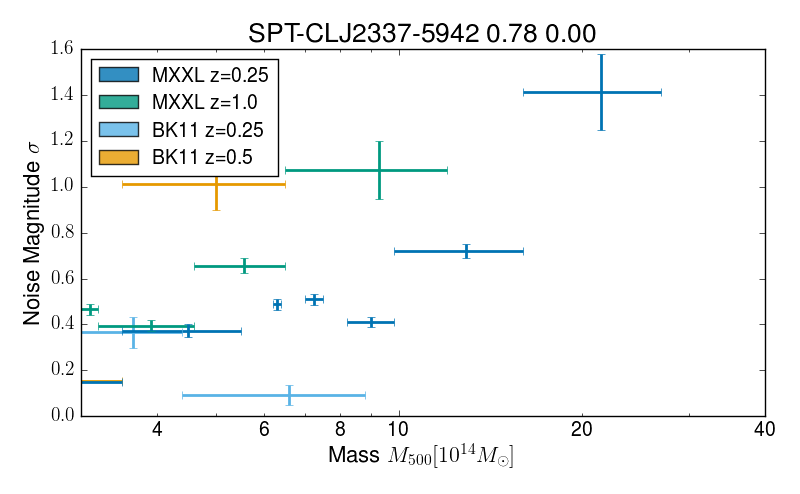 SPT-CLJ2337-5942 0.78 0.00
1.6
1.4
1.2
1.0
0.8
0.6
0.4
0.2
0.0
Noise Magnitude σ
MXXL z=0.25
MXXL z=1.0
BK11 z=0.25
BK11 z=0.5
4
6
8
10
20
40
Mass M₅₀₀[10¹⁴M☉]